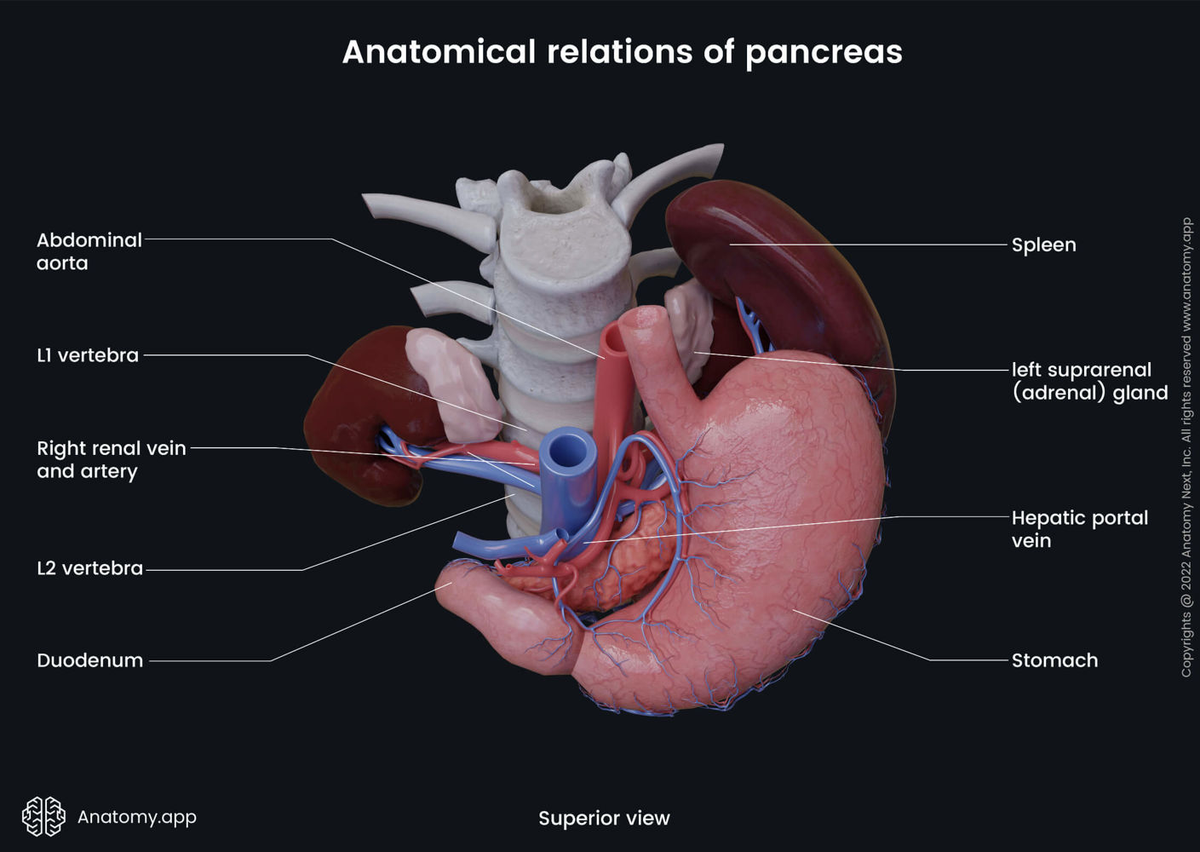 Anatomical relations of pancreas
Abdominal
aorta
L1 vertebra
Right renal vein
and artery
L2 vertebra
Duodenum
Spleen
left suprarenal
(adrenal) gland
Hepatic portal
vein
Stomach
Copyrights @ 2022 Anatomy Next, Inc. All rights reserved www.anatomy.app
Anatomy.app
Superior view